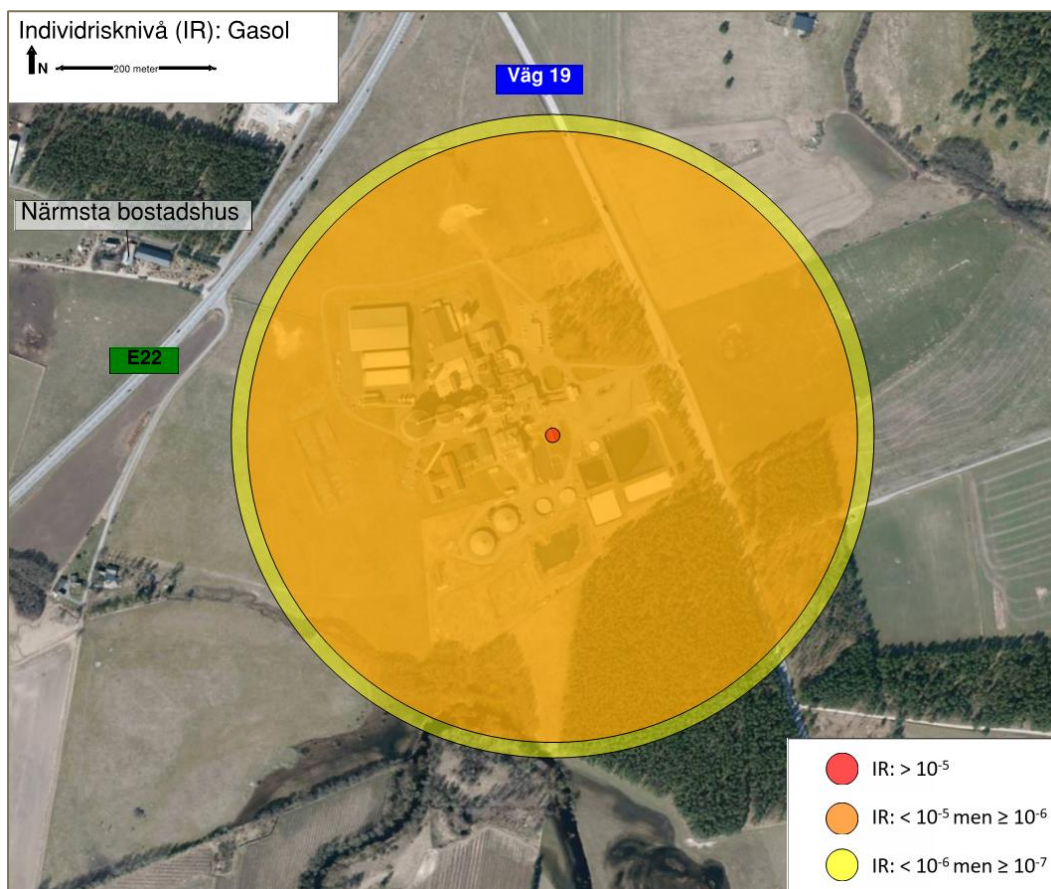 Individrisknivå (IR): Gasol
N
200 meter
Väg 19
Närmsta bostadshus
E22
IR: > 10⁻⁵
IR: < 10⁻⁵ men ≥ 10⁻⁶
IR: < 10⁻⁶ men ≥ 10⁻⁷